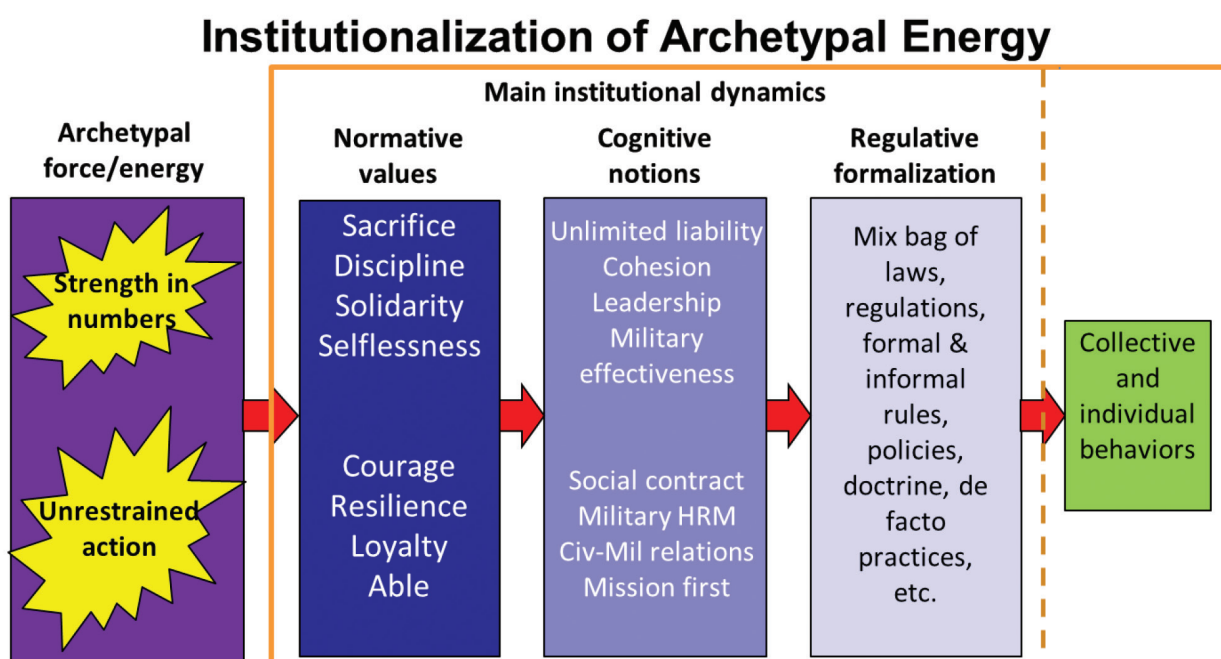 Institutionalization of Archetypal Energy
Main institutional dynamics
Archetypal
force/energy
Strength in
numbers
Unrestrained
action
Normative
values
Sacrifice
Discipline
Solidarity
Selflessness
Courage
Resilience
Loyalty
Able
Cognitive
notions
Unlimited liability
Cohesion
Leadership
Military
effectiveness
Social contract
Military HRM
Civ-Mil relations
Mission first
Regulative
formalization
Mix bag of
laws,
regulations,
formal &
informal
rules,
policies,
doctrine, de
facto
practices,
etc.
Collective
and
individual
behaviors